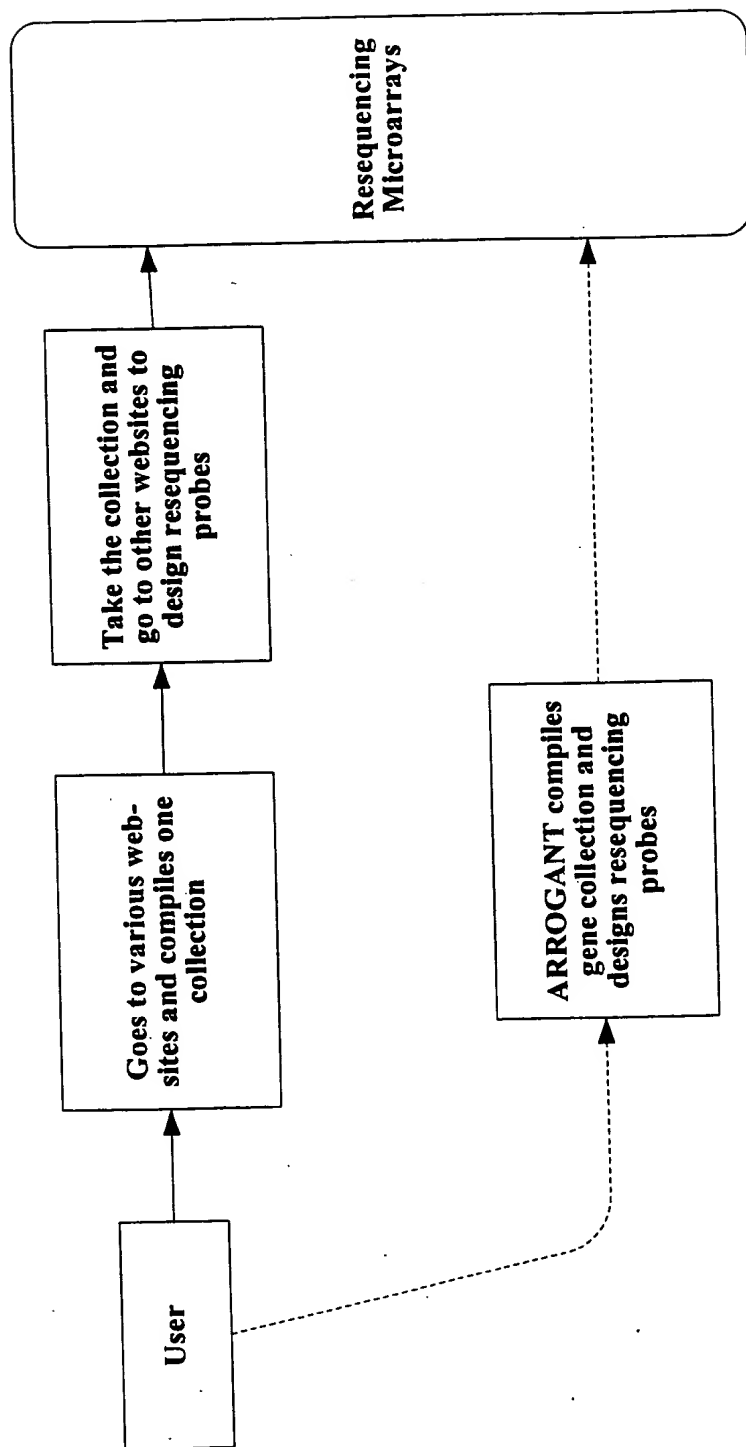 User
Goes to various web-
sites and compiles one
collection
Take the collection and
go to other websites to
design resequencing
probes
ARROGANT compiles
gene collection and
designs resequencing
probes
Resequencing
Microarrays